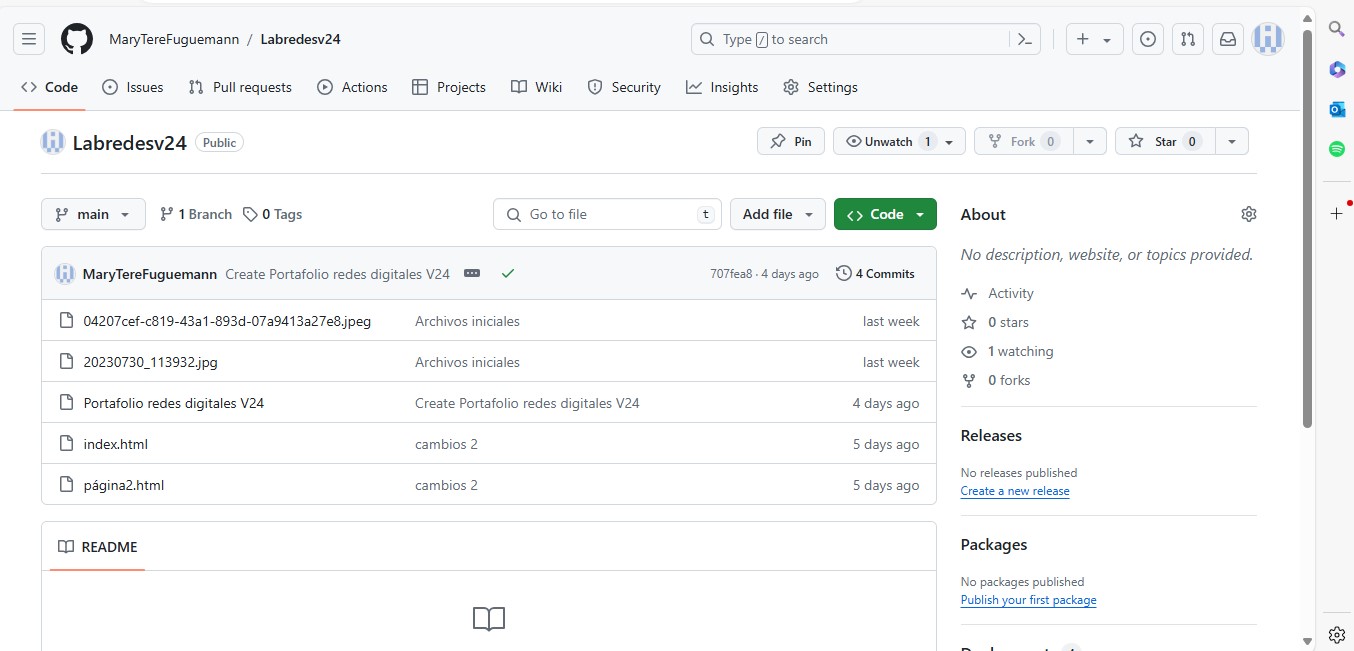 MaryTereFuguemann / Labredesv24
Type / to search
Code
Issues
Pull requests
Actions
Projects
Wiki
Security
Insights
Settings
Labredesv24
Public
Pin
Unwatch 1
Fork 0
Star 0
main
1 Branch
0 Tags
Go to file
t
Add file
Code
MaryTereFuguemann Create Portafolio redes digitales V24
707fea8 · 4 days ago
4 Commits
04207cef-c819-43a1-893d-07a9413a27e8.jpeg Archivos iniciales last week
20230730_113932.jpg Archivos iniciales last week
Portafolio redes digitales V24 Create Portafolio redes digitales V24 4 days ago
index.html cambios 2 5 days ago
página2.html cambios 2 5 days ago
README
About
No description, website, or topics provided.
Activity
0 stars
1 watching
0 forks
Releases
No releases published
Create a new release
Packages
No packages published
Publish your first package